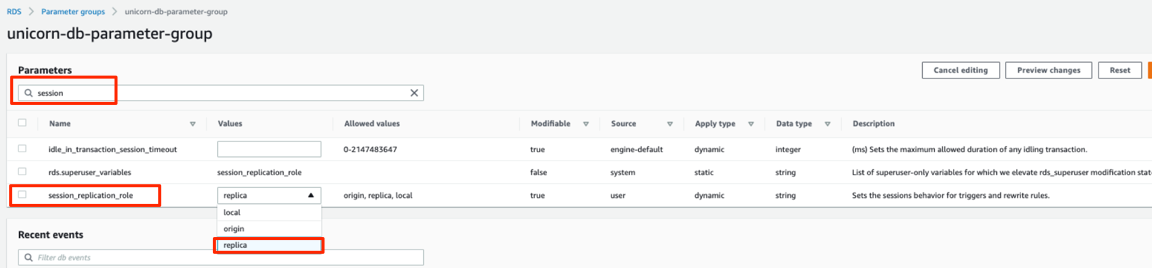 RDS > Parameter groups > unicorn-db-parameter-group
unicorn-db-parameter-group
Parameters
Cancel editing Preview changes Reset
session
Name Values Allowed values Modifiable Source Apply type Data type Description
idle_in_transaction_session_timeout 0-2147483647 true engine-default dynamic integer (ms) Sets the maximum allowed duration of any idling transaction.
rds.superuser_variables session_replication_role false system static string List of superuser-only variables for which we elevate rds_superuser modification stat
session_replication_role replica origin, replica, local true user dynamic string Sets the sessions behavior for triggers and rewrite rules.
local
origin
replica
Recent events
Filter db events